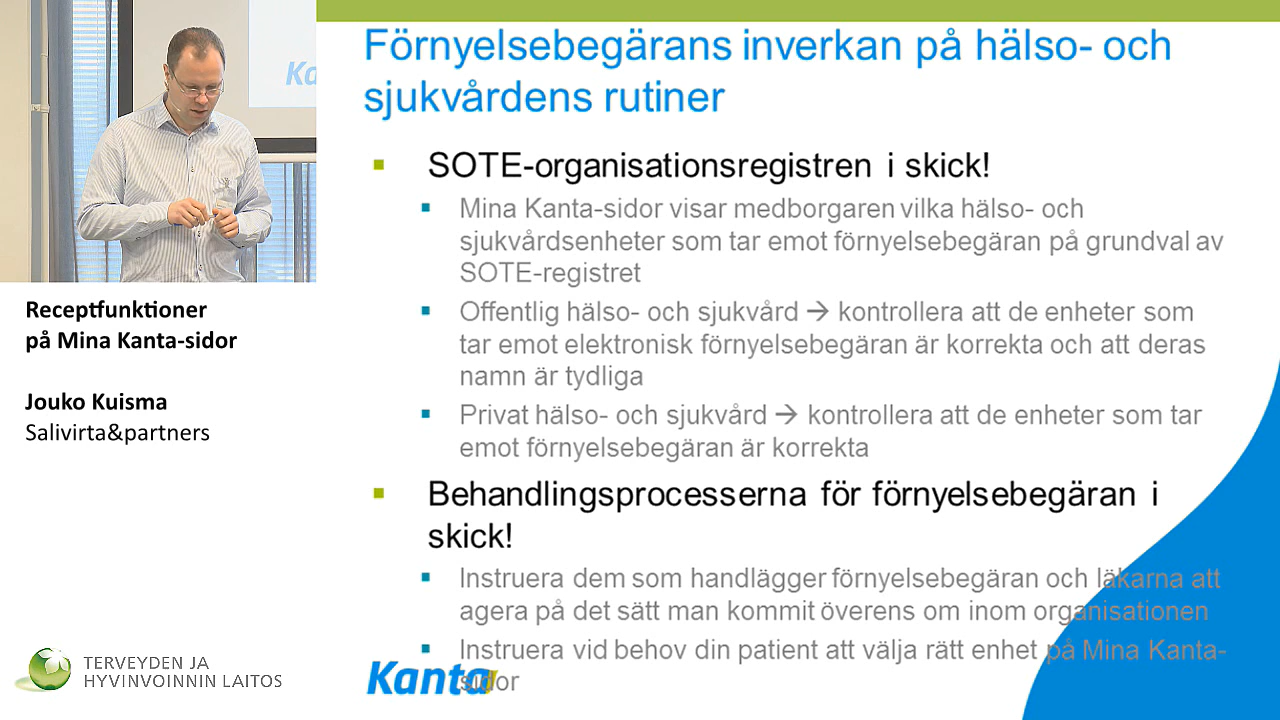 Förnyelsebegärans inverkan på hälso- och
sjukvårdens rutiner
SOTE-organisationsregistren i skick!
Mina Kanta-sidor visar medborgaren vilka hälso- och
sjukvårdsenheter som tar emot förnyelsebegäran på grundval av
SOTE-registret
Offentlig hälso- och sjukvård → kontrollera att de enheter som
tar emot elektronisk förnyelsebegäran är korrekta och att deras
namn är tydliga
Privat hälso- och sjukvård → kontrollera att de enheter som tar
emot förnyelsebegäran är korrekta
Behandlingsprocesserna för förnyelsebegäran i
skick!
Instruera dem som handlägger förnyelsebegäran och läkarna att
agera på det sätt man kommit överens om inom organisationen
Instruera vid behov din patient att välja rätt enhet på Mina Kanta-
sidor
Kanta
Receptfunktioner
på Mina Kanta-sidor
Jouko Kuisma
Salivirta&partners
TERVEYDEN JA
HYVINVOINNIN LAITOS